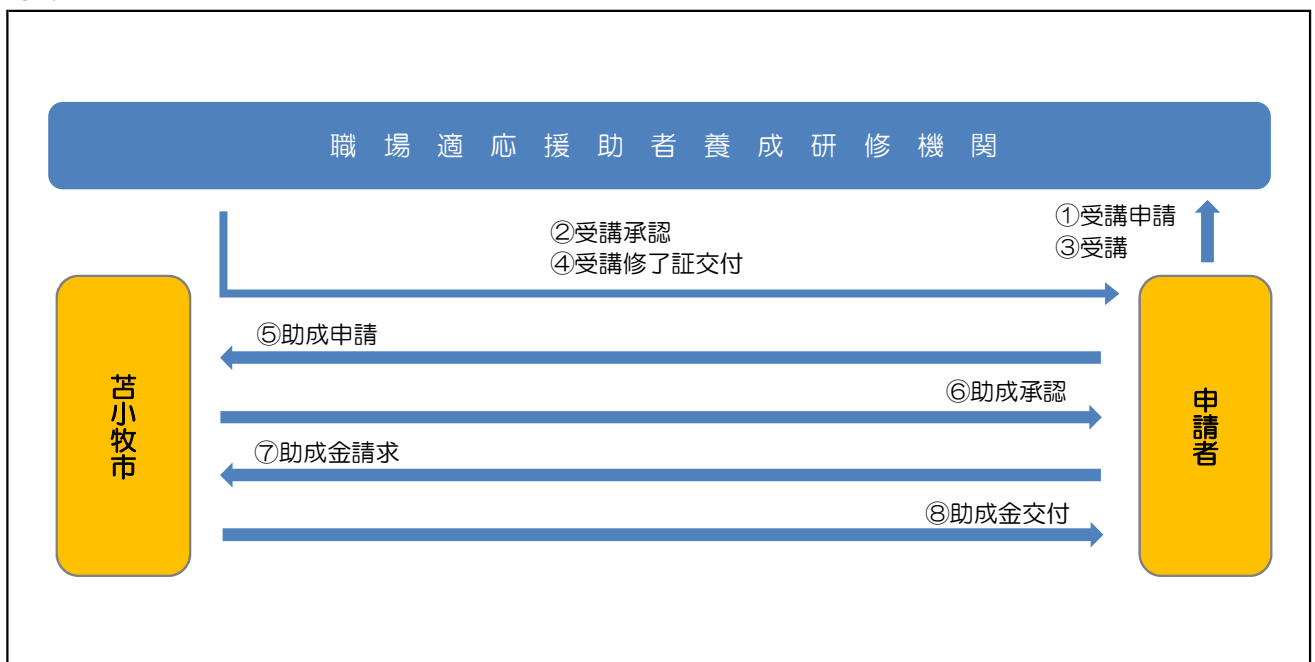 職場適応援助者養成研修機関
①受講申請
③受講
②受講承認
④受講修了証交付
⑤助成申請
⑥助成承認
⑦助成金請求
⑧助成金交付
苫小牧市
申請者